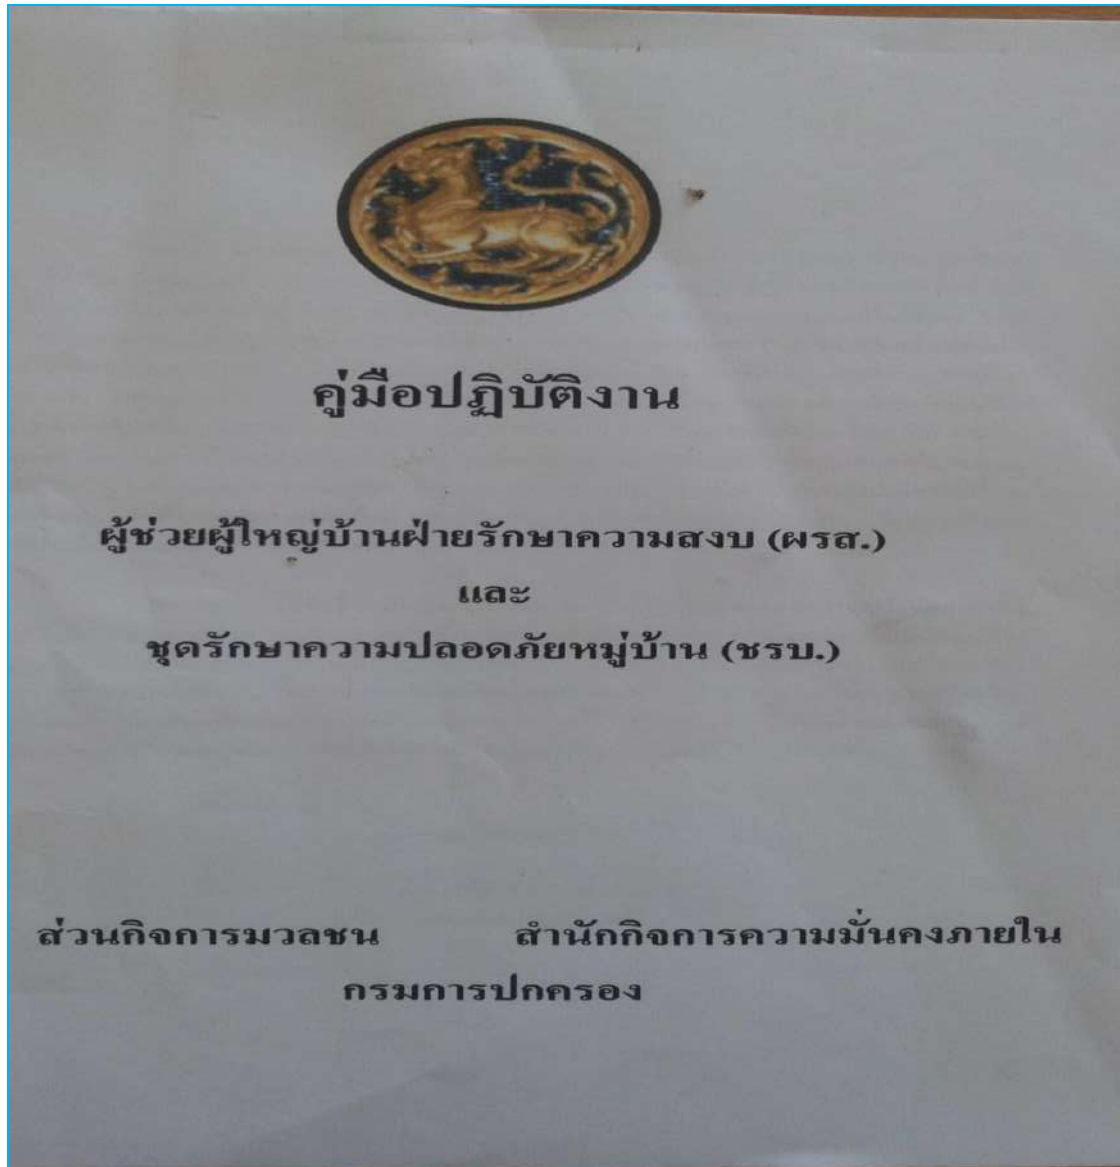 คู่มือปฏิบัติงาน
ผู้ช่วยผู้ใหญ่บ้านฝ่ายรักษาความสงบ (ผรส.)
และ
ชุดรักษาความปลอดภัยหมู่บ้าน (ชรบ.)
ส่วนกิจการมวลชน สำนักกิจการความมั่นคงภายใน
กรมการปกครอง